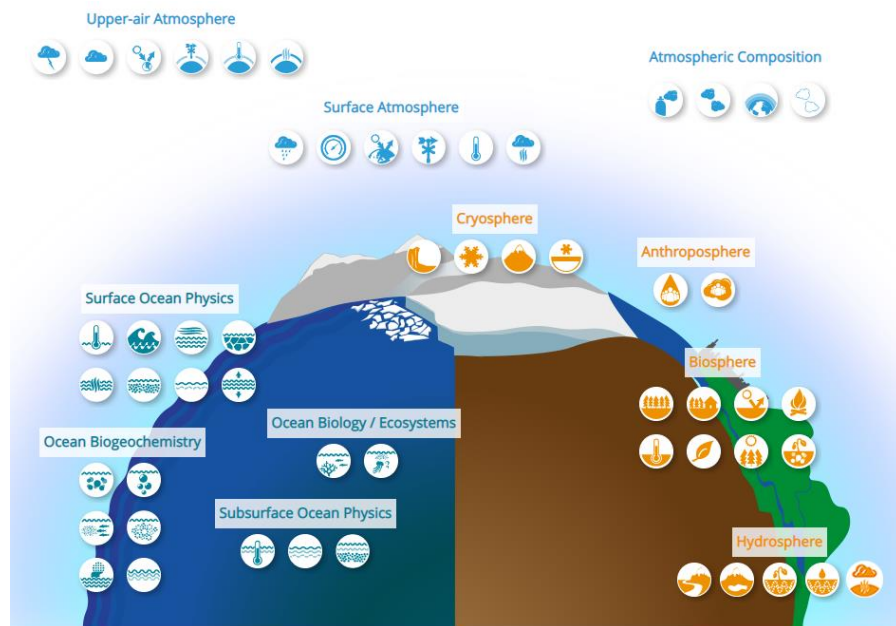 Upper-air Atmosphere
Atmospheric Composition
Surface Atmosphere
Cryosphere
Anthroposphere
Surface Ocean Physics
Biosphere
Ocean Biology / Ecosystems
Ocean Biogeochemistry
Subsurface Ocean Physics
Hydrosphere